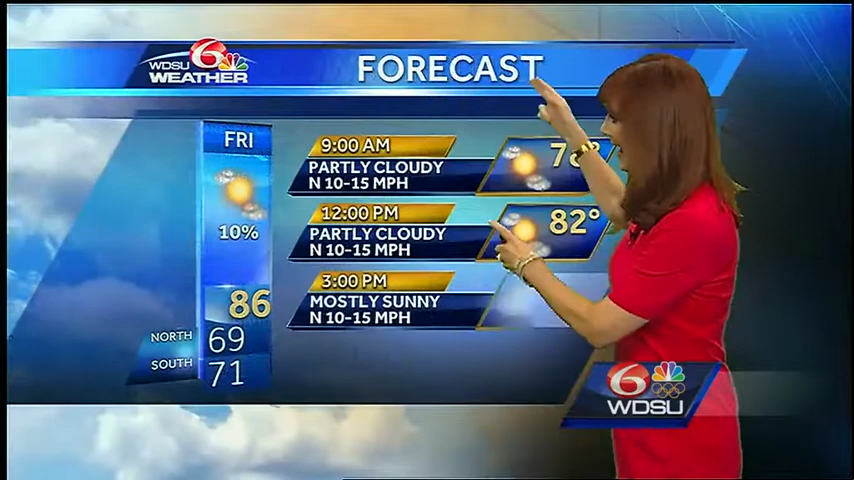 WDSU 6
WEATHER
FORECAST
FRI
10%
86
NORTH 69
SOUTH 71
9:00 AM
PARTLY CLOUDY
N 10-15 MPH
12:00 PM
PARTLY CLOUDY
N 10-15 MPH
82°
3:00 PM
MOSTLY SUNNY
N 10-15 MPH
6
WDSU